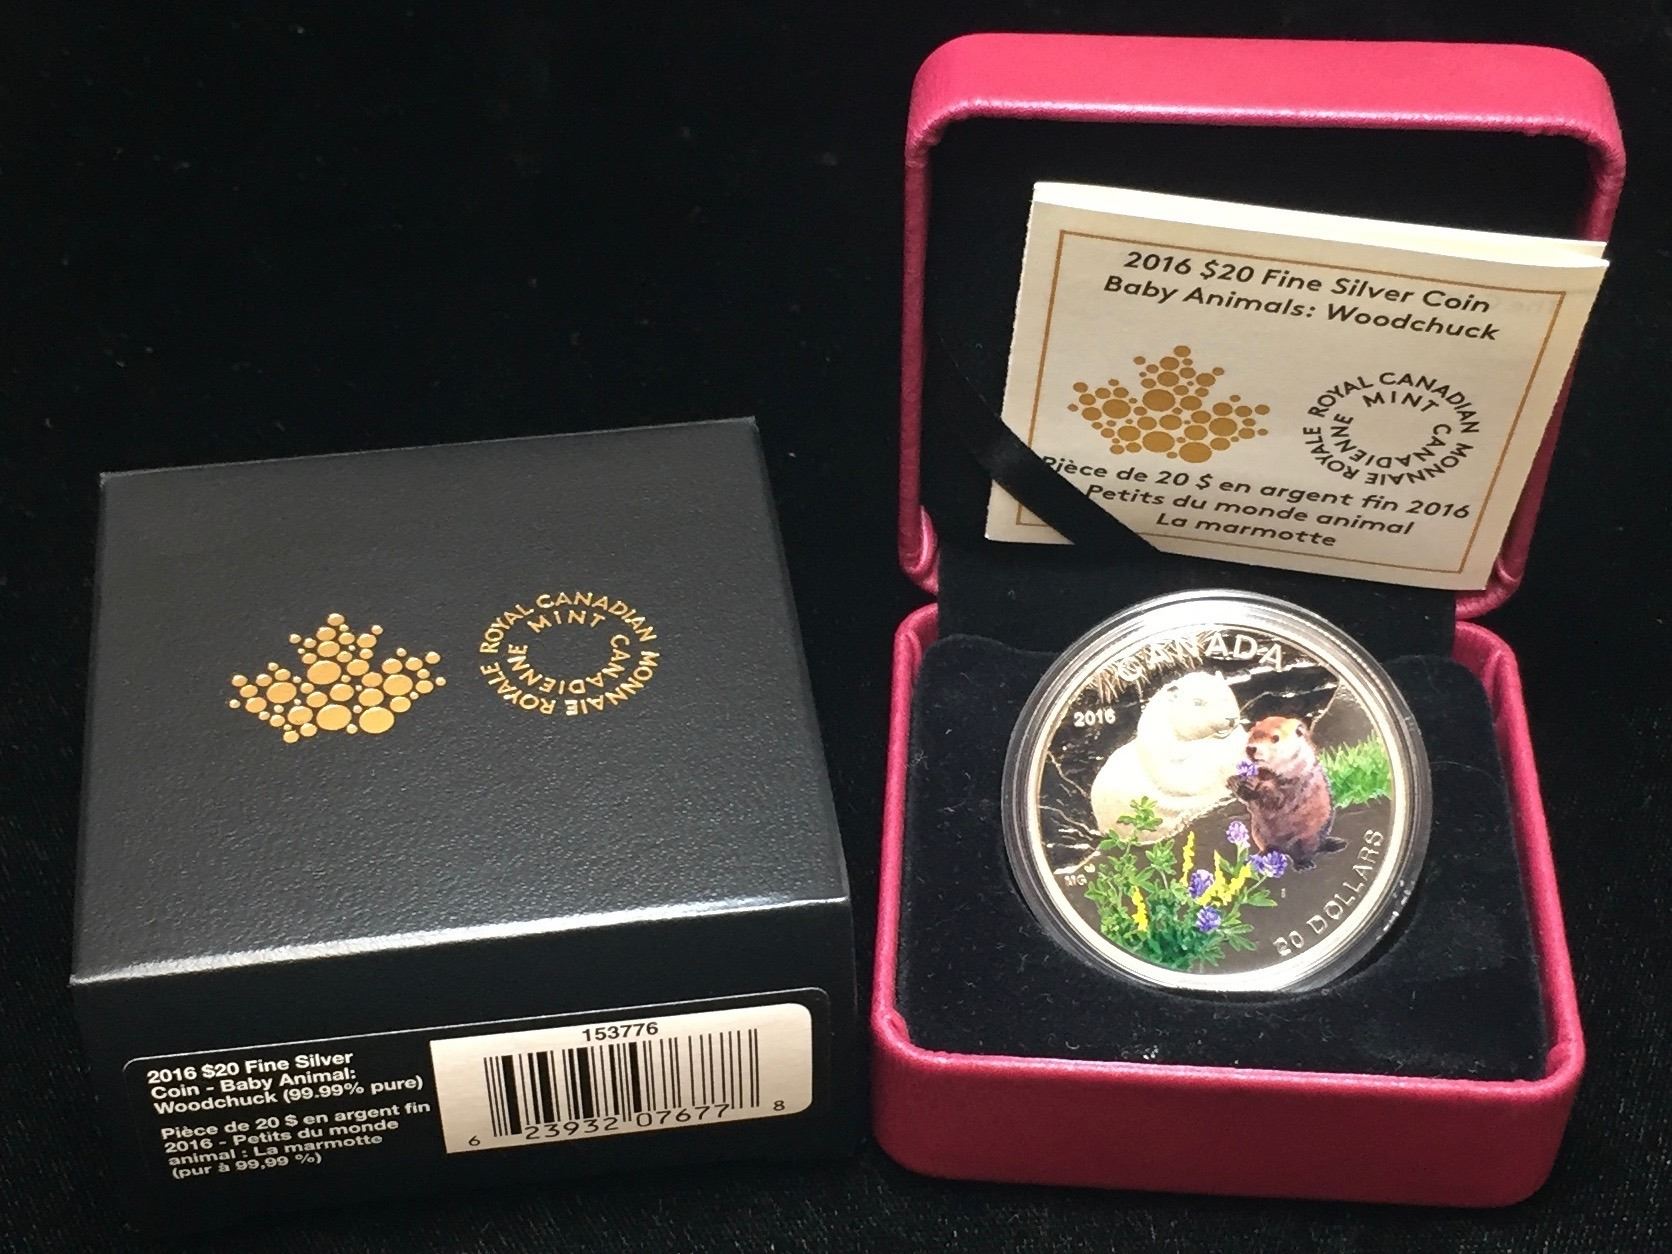 ROYAL CANADIAN MINT
MONNAIE ROYALE CANADIENNE
2016 $20 Fine Silver
Coin - Baby Animal:
Woodchuck (99.99% pure)
Pièce de 20 $ en argent fin
2016 - Petits du monde
animal : La marmotte
(pur à 99,99 %)
153776
6 23932 07677 8
2016 $20 Fine Silver Coin
Baby Animals: Woodchuck
ROYAL CANADIAN MINT
MONNAIE ROYALE CANADIENNE
Pièce de 20 $ en argent fin 2016
Petits du monde animal
La marmotte
CANADA
2016
MG
20 DOLLARS